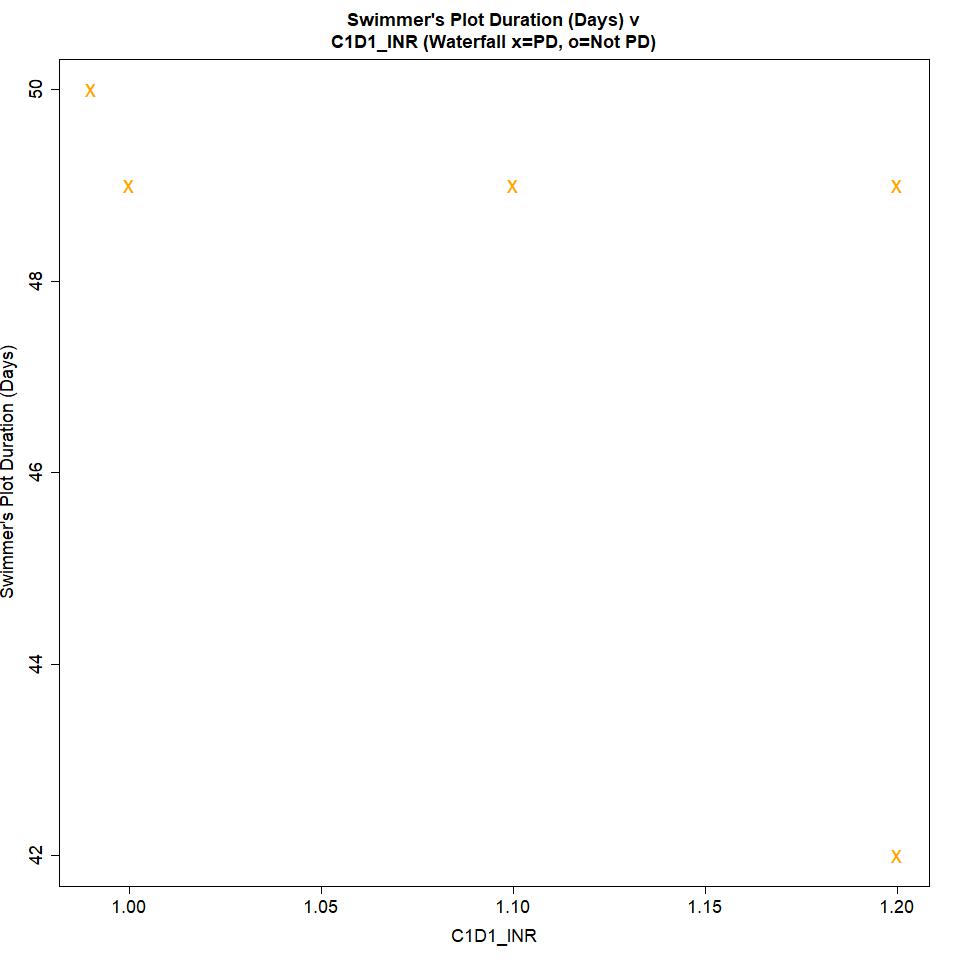 Swimmer's Plot Duration (Days) v
C1D1_INR (Waterfall x=PD, o=Not PD)
Swimmer's Plot Duration (Days)
50
48
46
44
42
X
X
X
X
X
1.00
1.05
1.10
1.15
1.20
C1D1_INR